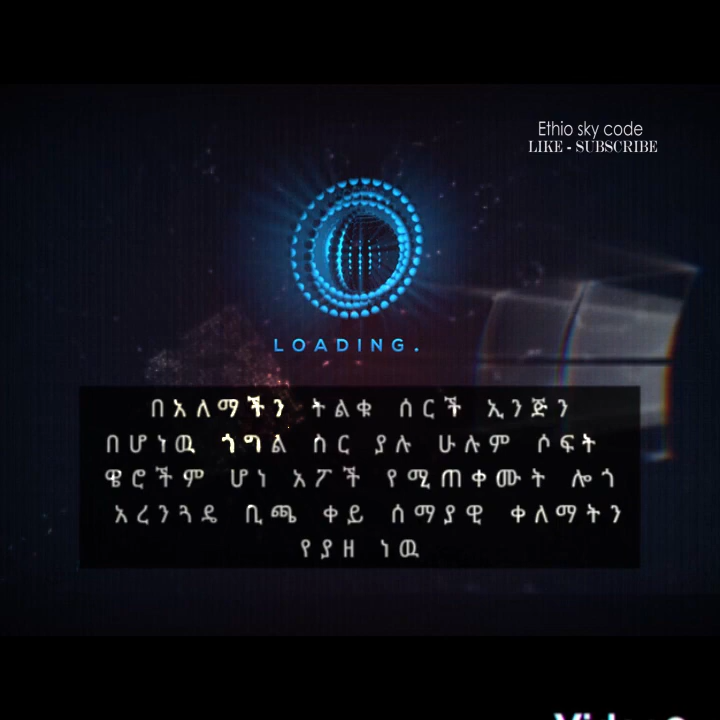 Ethio sky code
LIKE - SUBSCRIBE
LOADING.
በአለማችን ትልቁ ሰርች ኢንጅን
በሆነዉ ጎግል ስር ያሉ ሁሉም ሶፍት
ዌሮችም ሆነ አፖች የሚጠቀሙት ሎጎ
አረንጓዴ ቢጫ ቀይ ሰማያዊ ቀለማትን
የያዘ ነዉ